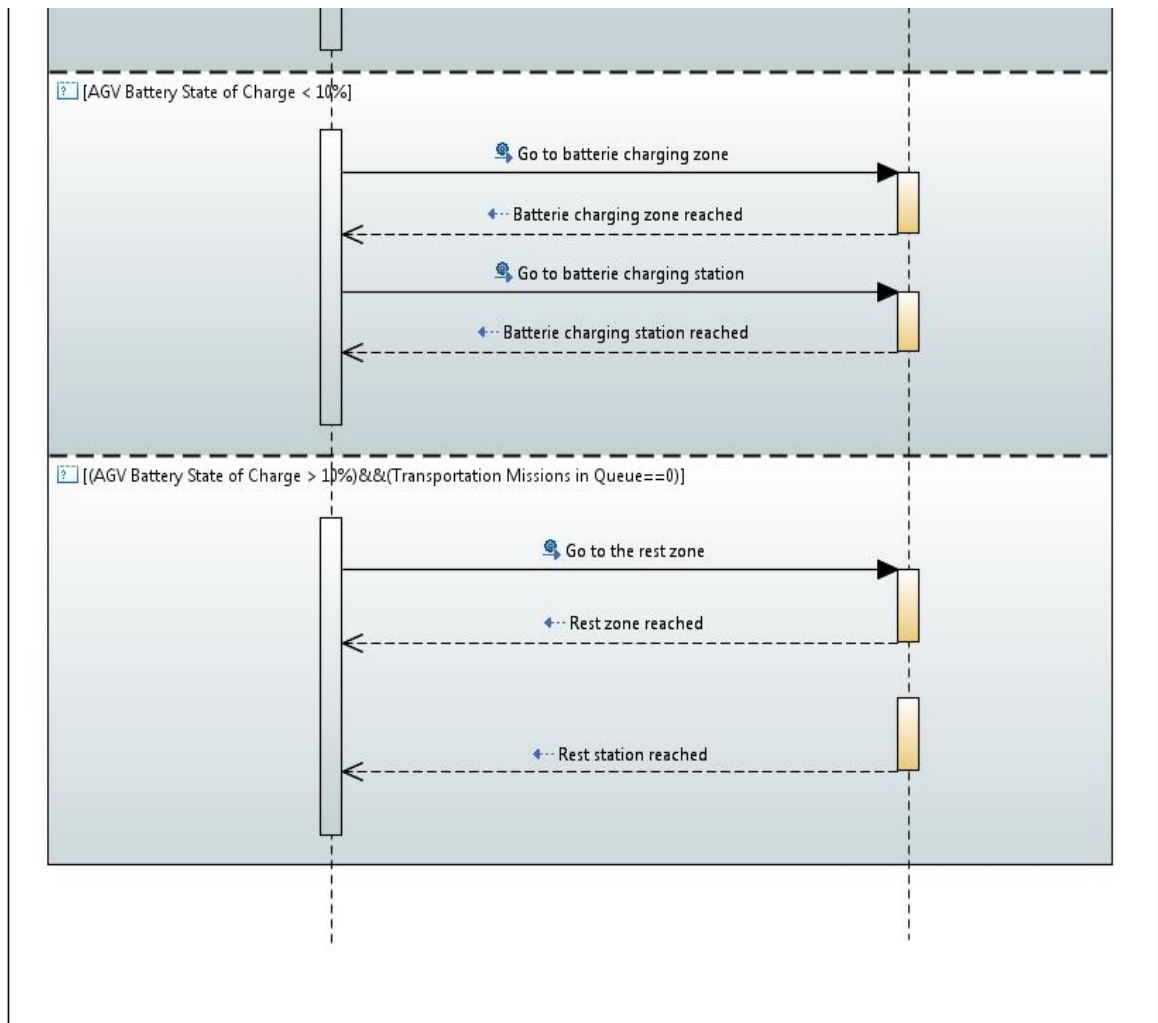 [AGV Battery State of Charge < 10%]
Go to batterie charging zone
Batterie charging zone reached
Go to batterie charging station
Batterie charging station reached
[(AGV Battery State of Charge > 10%)&&(Transportation Missions in Queue==0)]
Go to the rest zone
Rest zone reached
Rest station reached